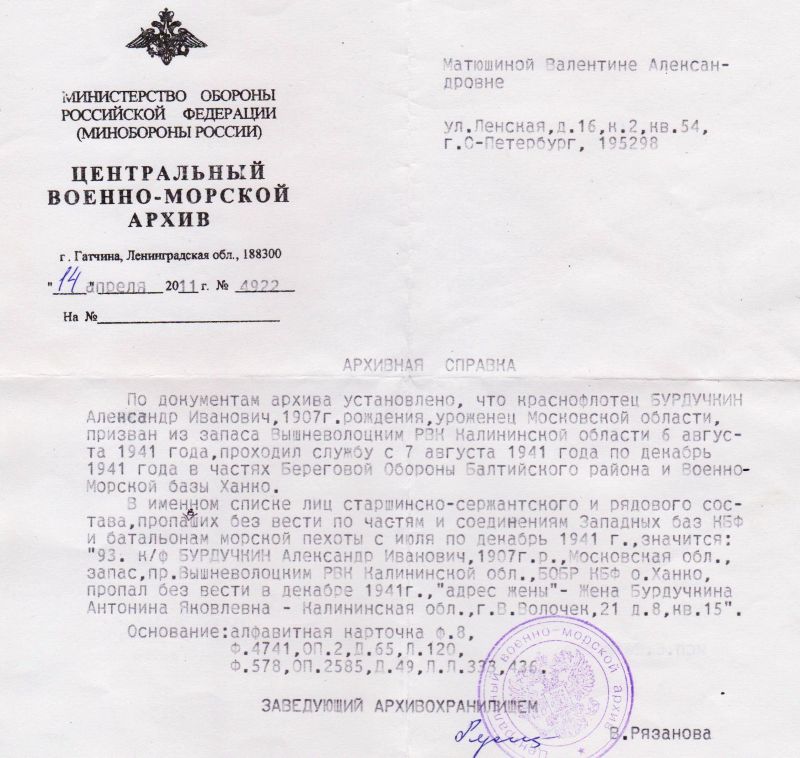 МИНИСТЕРСТВО ОБОРОНЫ
РОССИЙСКОЙ ФЕДЕРАЦИИ
(МИНОБОРОНЫ РОССИИ)
ЦЕНТРАЛЬНЫЙ
ВОЕННО-МОРСКОЙ
АРХИВ
г. Гатчина, Ленинградская обл., 188300
"14" апреля 2011 г. № 4922
На №
Матюшиной Валентине Алексан-
дровне
ул.Ленская,д.16,к.2,кв.54,
г.С-Петербург, 195298
АРХИВНАЯ СПРАВКА
По документам архива установлено, что краснофлотец БУРДУЧКИН
Александр Иванович,1907г.рождения,уроженец Московской области,
призван из запаса Вышневолоцким РВК Калининской области 6 авгус-
та 1941 года,проходил службу с 7 августа 1941 года по декабрь
1941 года в частях Береговой Обороны Балтийского района и Военно-
Морской базы Ханко.
В именном списке лиц старшинско-сержантского и рядового сос-
тава,пропавших без вести по частям и соединениям Западных баз КБФ
и батальонам морской пехоты с июля по декабрь 1941 г.,значится:
"93. к/ф БУРДУЧКИН Александр Иванович,1907г.р.,Московская обл.,
запас,пр.Вышневолоцким РВК Калининской обл.,БОБР КБФ о.Ханко,
пропал без вести в декабре 1941г.,"адрес жены"- Жена Бурдучкина
Антонина Яковлевна - Калининская обл.,г.В.Волочек,21 д.8,кв.15".
Основание:алфавитная карточка ф.8,
Ф.4741,ОП.2,Д.65,Л.120,
Ф.578,ОП.2585,Д.49,Л.Л.333,436.
ЗАВЕДУЮЩИЙ АРХИВОХРАНИЛИЩЕМ
В.Рязанова
Центральный военно-морской архив